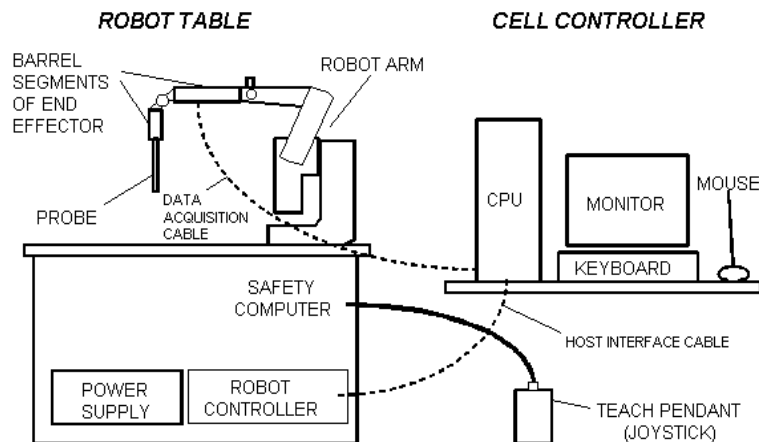 ROBOT TABLE
CELL CONTROLLER
BARREL
SEGMENTS
OF END
EFFECTOR
ROBOT ARM
PROBE
DATA
ACQUISITION
CABLE
CPU
MONITOR
MOUSE
KEYBOARD
SAFETY
COMPUTER
HOST INTERFACE CABLE
POWER
SUPPLY
ROBOT
CONTROLLER
TEACH PENDANT
(JOYSTICK)